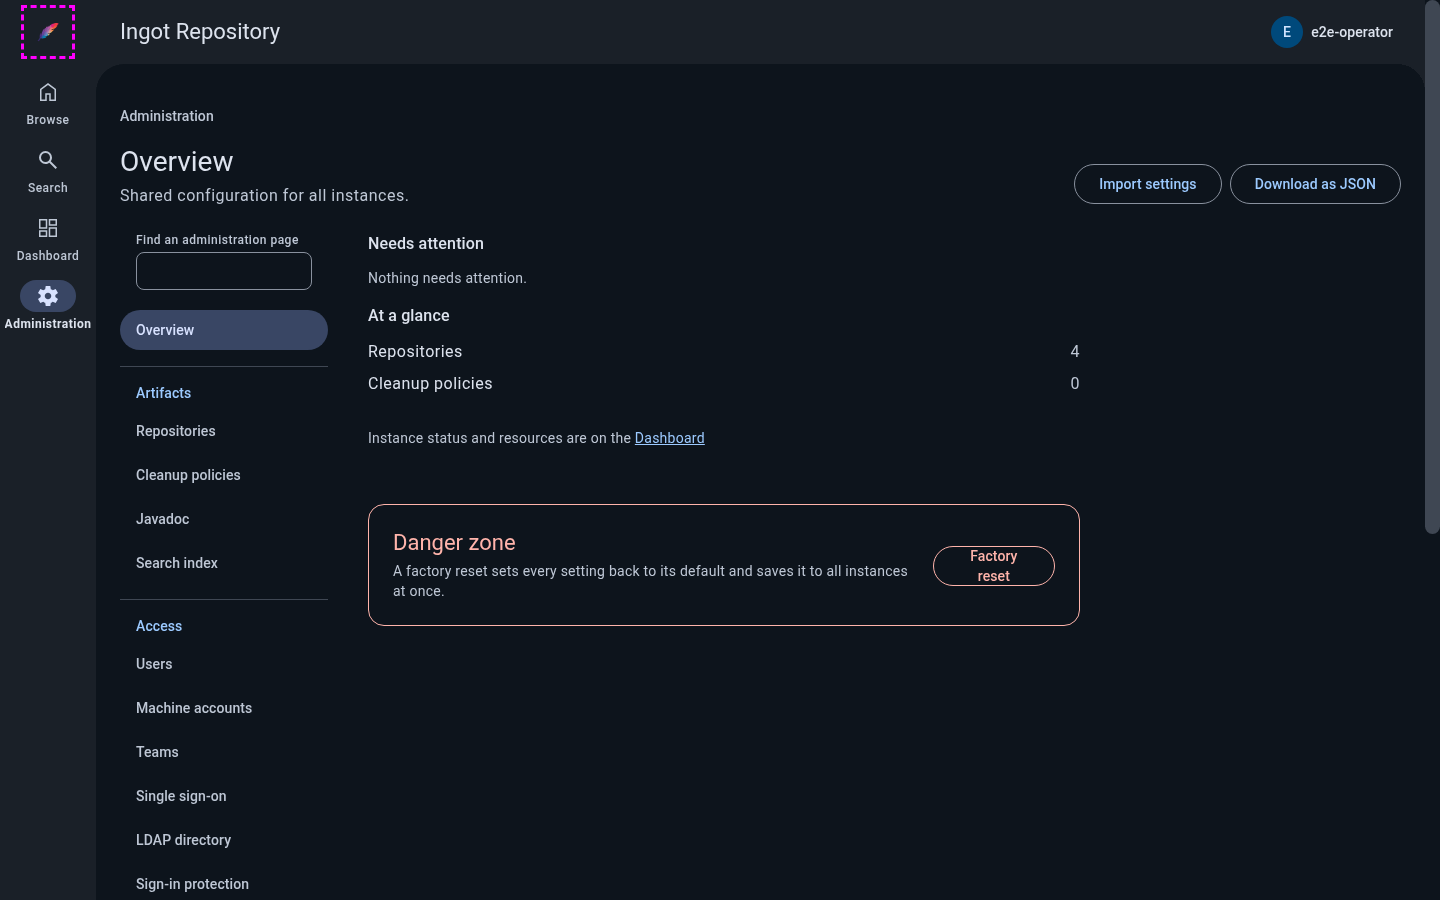 Ingot Repository
E
e2e-operator
Browse
Search
Dashboard
Administration
Administration
Overview
Shared configuration for all instances.
Import settings
Download as JSON
Find an administration page
Overview
Artifacts
Repositories
Cleanup policies
Javadoc
Search index
Access
Users
Machine accounts
Teams
Single sign-on
LDAP directory
Sign-in protection
Needs attention
Nothing needs attention.
At a glance
Repositories 4
Cleanup policies 0
Instance status and resources are on the Dashboard
Danger zone
A factory reset sets every setting back to its default and saves it to all instances
at once.
Factory
reset